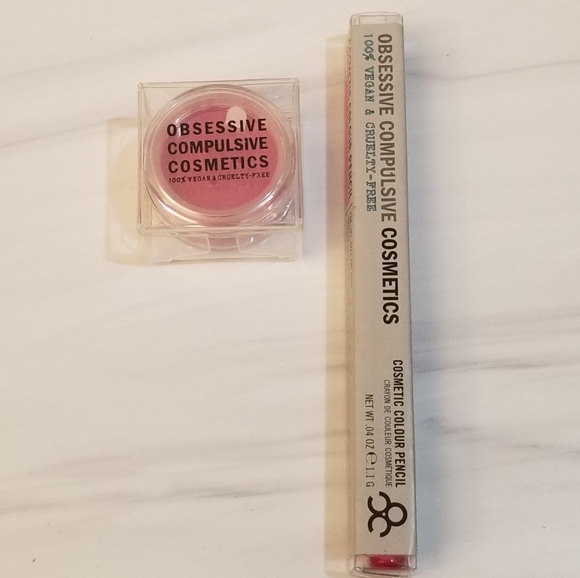 OBSESSIVE
COMPULSIVE
COSMETICS
100% VEGAN & CRUELTY-FREE
OBSESSIVE COMPULSIVE COSMETICS
100% VEGAN & CRUELTY-FREE
COSMETIC COLOUR PENCIL
CRAYON DE COULEUR COSMÉTIQUE
NET WT .04 OZ ℮ 1.1 G